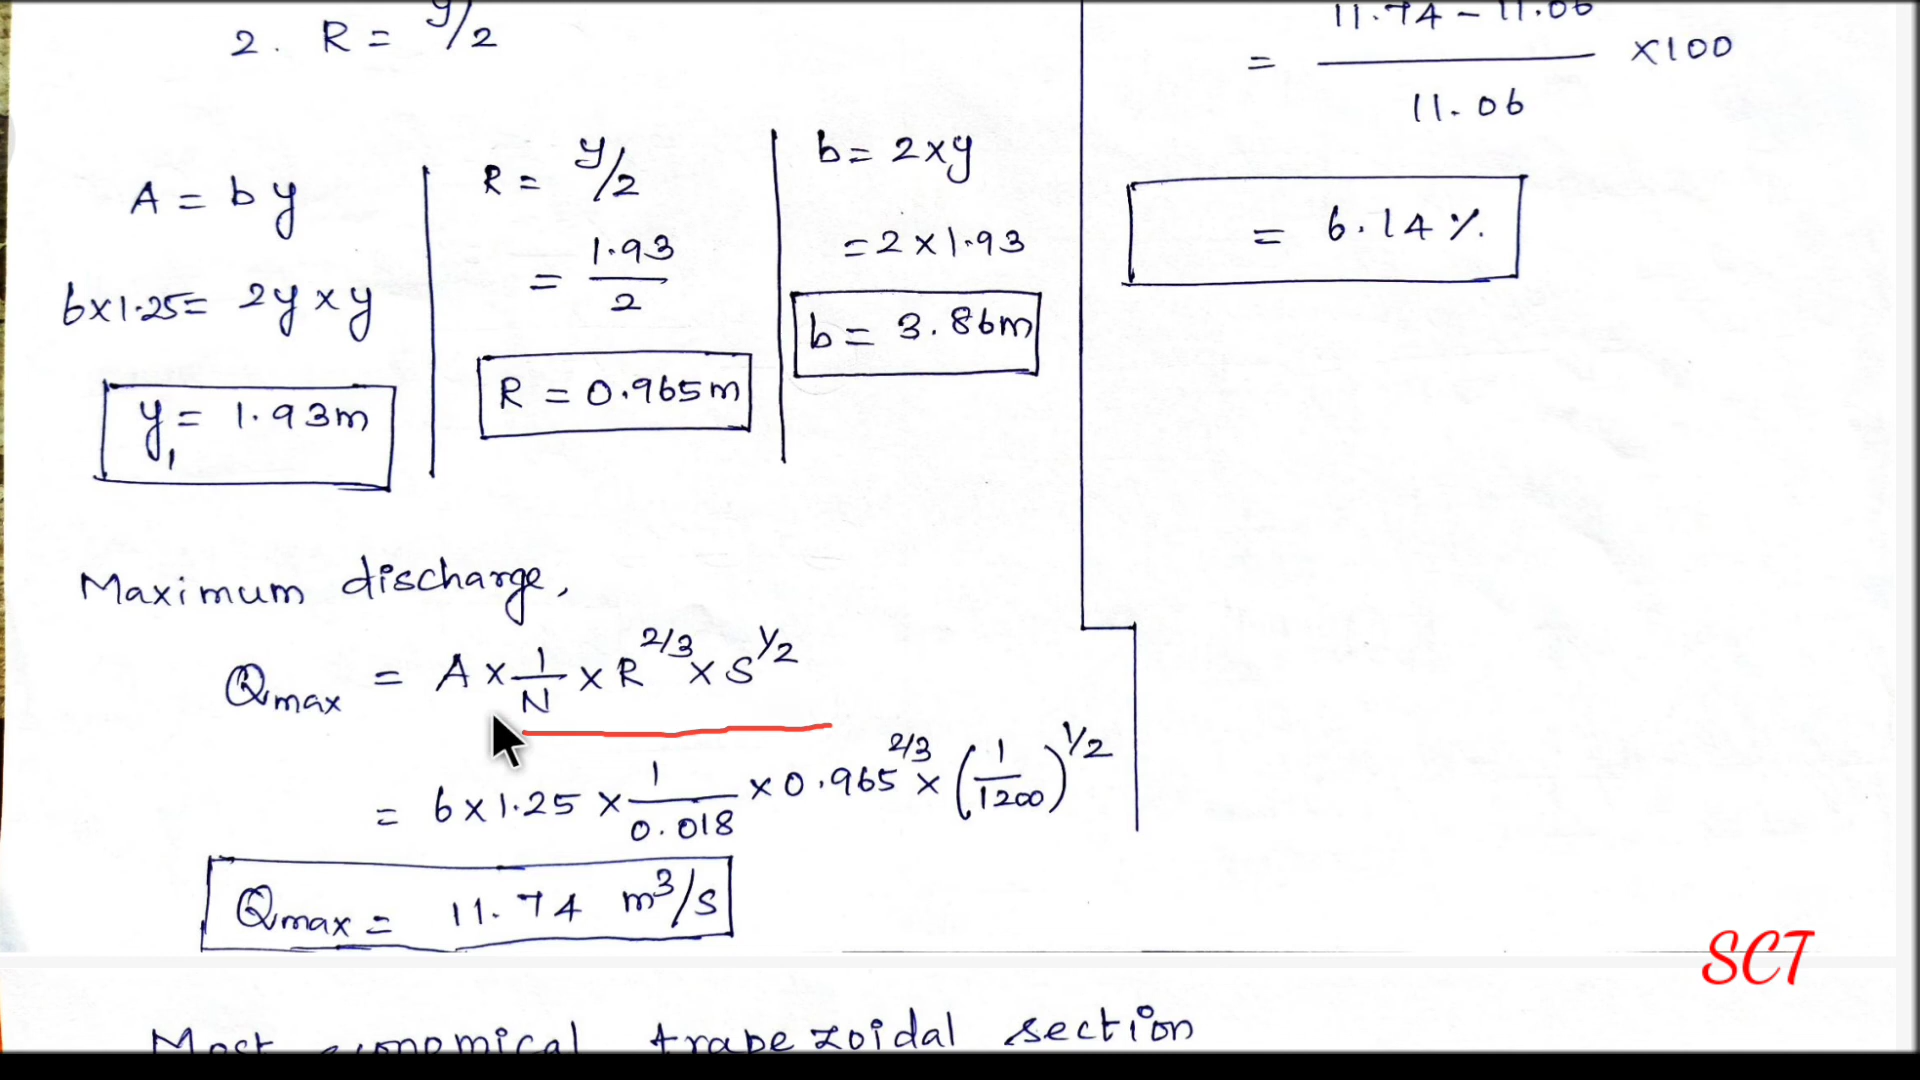 2. R = y/2
A = by
6×1.25 = 2y×y
y₁ = 1.93m
R = y/2
= 1.93/2
R = 0.965m
b = 2×y
= 2×1.93
b = 3.86m
Maximum discharge,
Qmax = A × 1/N × R^2/3 × S^1/2
= 6×1.25 × 1/0.018 × 0.965^2/3 × (1/1200)^1/2
Qmax = 11.74 m³/s
= 11.74 - 11.06 / 11.06 ×100
= 6.14 %.
SCT
Most economical trapezoidal section